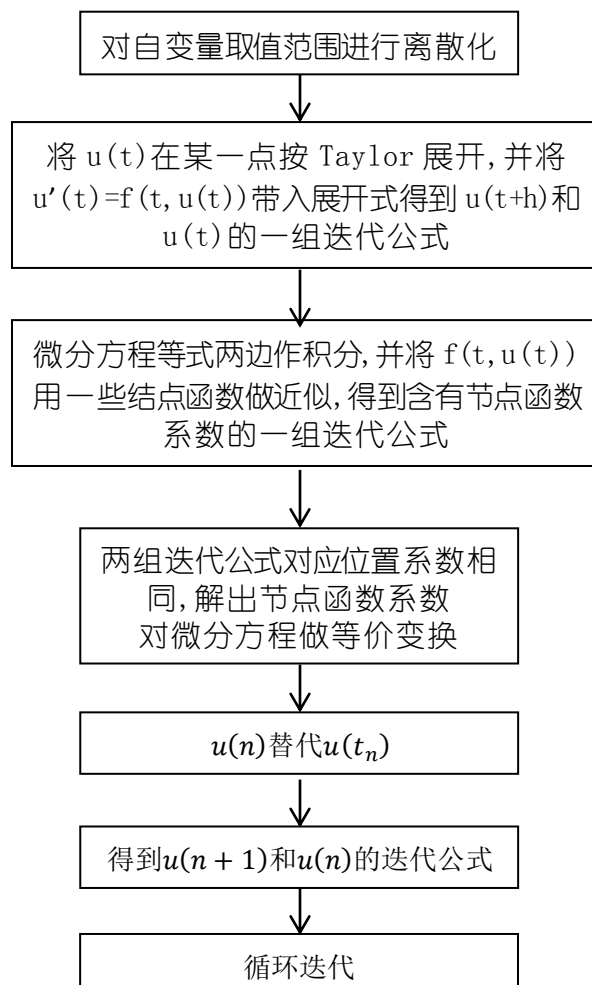 对自变量取值范围进行离散化
将 u(t)在某一点按 Taylor 展开,并将
u'(t)=f(t,u(t))带入展开式得到 u(t+h)和
u(t)的一组迭代公式
微分方程等式两边作积分,并将 f(t,u(t))
用一些结点函数做近似,得到含有节点函数
系数的一组迭代公式
两组迭代公式对应位置系数相
同,解出节点函数系数
对微分方程做等价变换
u(n)替代u(tₙ)
得到u(n + 1)和u(n)的迭代公式
循环迭代